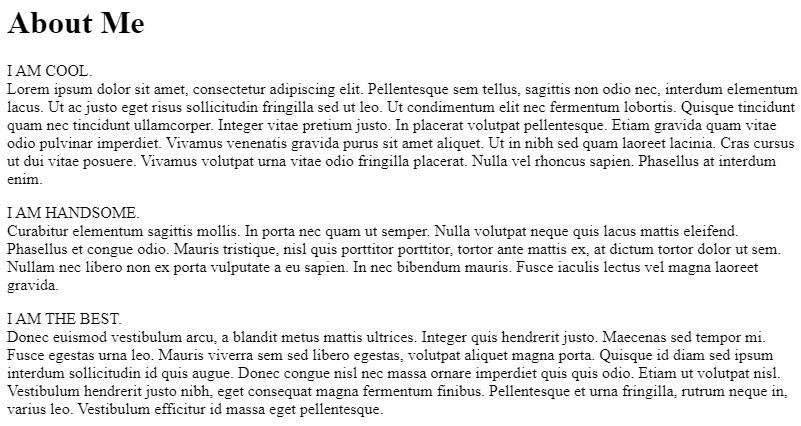 About Me
I AM COOL.
Lorem ipsum dolor sit amet, consectetur adipiscing elit. Pellentesque sem tellus, sagittis non odio nec, interdum elementum
lacus. Ut ac justo eget risus sollicitudin fringilla sed ut leo. Ut condimentum elit nec fermentum lobortis. Quisque tincidunt
quam nec tincidunt ullamcorper. Integer vitae pretium justo. In placerat volutpat pellentesque. Etiam gravida quam vitae
odio pulvinar imperdiet. Vivamus venenatis gravida purus sit amet aliquet. Ut in nibh sed quam laoreet lacinia. Cras cursus
ut dui vitae posuere. Vivamus volutpat urna vitae odio fringilla placerat. Nulla vel rhoncus sapien. Phasellus at interdum
enim.
I AM HANDSOME.
Curabitur elementum sagittis mollis. In porta nec quam ut semper. Nulla volutpat neque quis lacus mattis eleifend.
Phasellus et congue odio. Mauris tristique, nisl quis porttitor porttitor, tortor ante mattis ex, at dictum tortor dolor ut sem.
Nullam nec libero non ex porta vulputate a eu sapien. In nec bibendum mauris. Fusce iaculis lectus vel magna laoreet
gravida.
I AM THE BEST.
Donec euismod vestibulum arcu, a blandit metus mattis ultrices. Integer quis hendrerit justo. Maecenas sed tempor mi.
Fusce egestas urna leo. Mauris viverra sem sed libero egestas, volutpat aliquet magna porta. Quisque id diam sed ipsum
interdum sollicitudin id quis augue. Donec congue nisl nec massa ornare imperdiet quis quis odio. Etiam ut volutpat nisl.
Vestibulum hendrerit justo nibh, eget consequat magna fermentum finibus. Pellentesque et urna fringilla, rutrum neque in,
varius leo. Vestibulum efficitur id massa eget pellentesque.